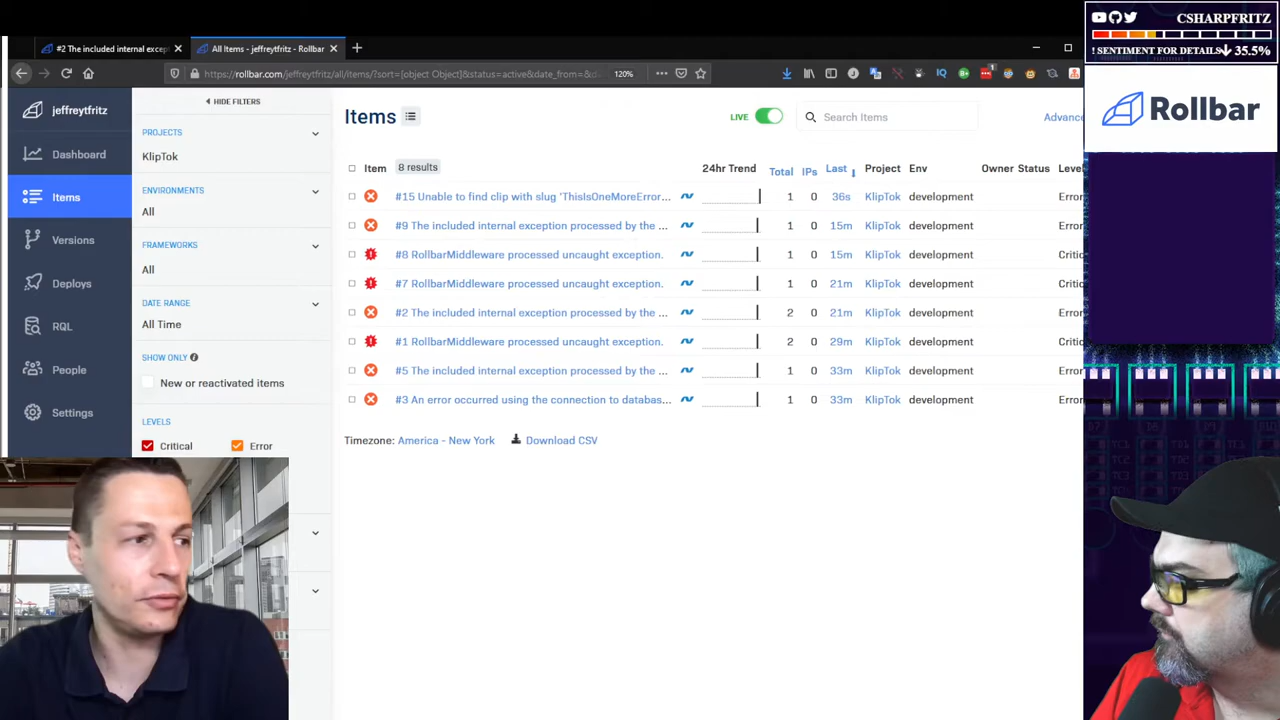 #2 The included internal except
All Items - jeffreytfritz - Rollbar
https://rollbar.com/jeffreytfritz/all/items/?sort=[object Object]&status=active&date_from=&d
120%
CSHARPFRITZ
! SENTIMENT FOR DETAILS
35.5%
Rollbar
jeffreytfritz
Dashboard
Items
Versions
Deploys
RQL
People
Settings
HIDE FILTERS
PROJECTS
KlipTok
ENVIRONMENTS
All
FRAMEWORKS
All
DATE RANGE
All Time
SHOW ONLY
New or reactivated items
LEVELS
Critical
Error
Items
LIVE
Search Items
Advance
Item 8 results 24hr Trend Total IPs Last Project Env Owner Status Leve
#15 Unable to find clip with slug 'ThisIsOneMoreError... 1 0 36s KlipTok development Error
#9 The included internal exception processed by the ... 1 0 15m KlipTok development Error
#8 RollbarMiddleware processed uncaught exception. 1 0 15m KlipTok development Critic
#7 RollbarMiddleware processed uncaught exception. 1 0 21m KlipTok development Critic
#2 The included internal exception processed by the ... 2 0 21m KlipTok development Error
#1 RollbarMiddleware processed uncaught exception. 2 0 29m KlipTok development Critic
#5 The included internal exception processed by the ... 1 0 33m KlipTok development Error
#3 An error occurred using the connection to databas... 1 0 33m KlipTok development Error
Timezone: America - New York Download CSV